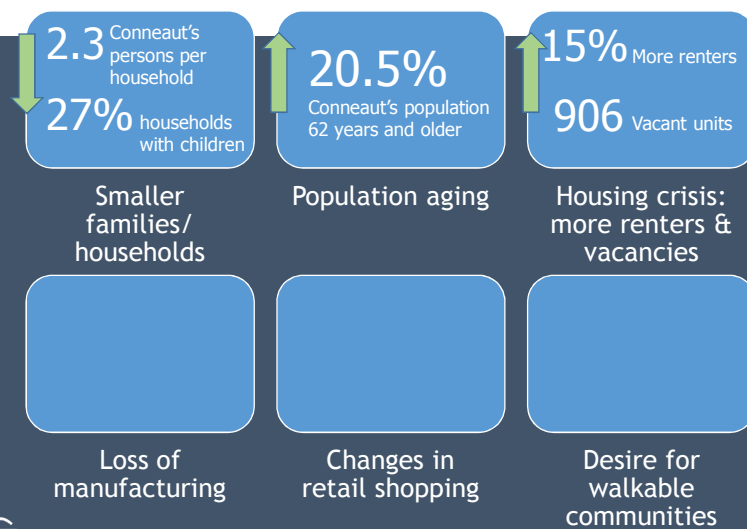 2.3 Conneaut's
persons per
household
27% households
with children
20.5%
Conneaut's population
62 years and older
15% More renters
906 Vacant units
Smaller
families/
households
Population aging
Housing crisis:
more renters &
vacancies
Loss of
manufacturing
Changes in
retail shopping
Desire for
walkable
communities